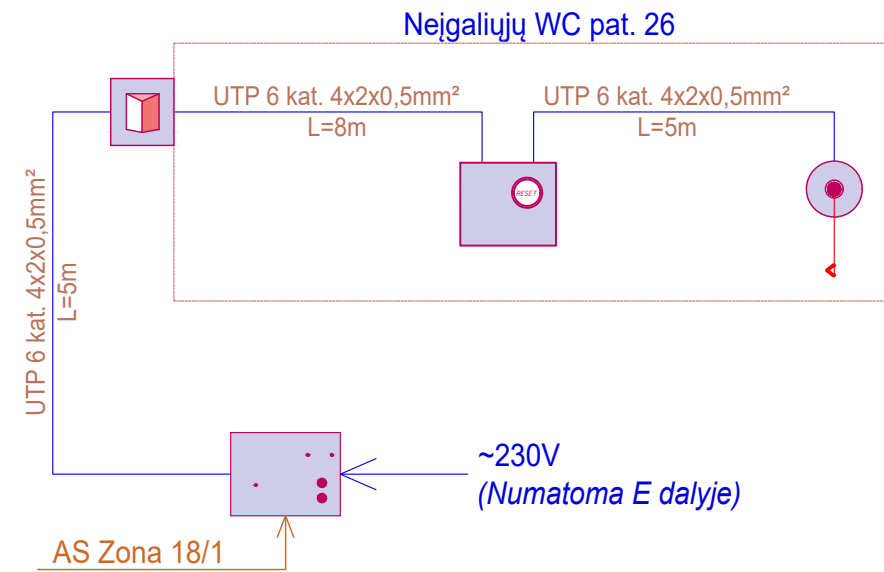 Neįgaliųjų WC pat. 26
UTP 6 kat. 4x2x0,5mm²
L=8m
UTP 6 kat. 4x2x0,5mm²
L=5m
RESET
UTP 6 kat. 4x2x0,5mm²
L=5m
~230V
(Numatoma E dalyje)
AS Zona 18/1